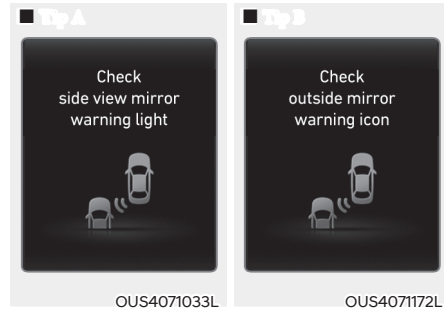 Check
side view mirror
warning light
OUS4071033L
Check
outside mirror
warning icon
OUS4071172L